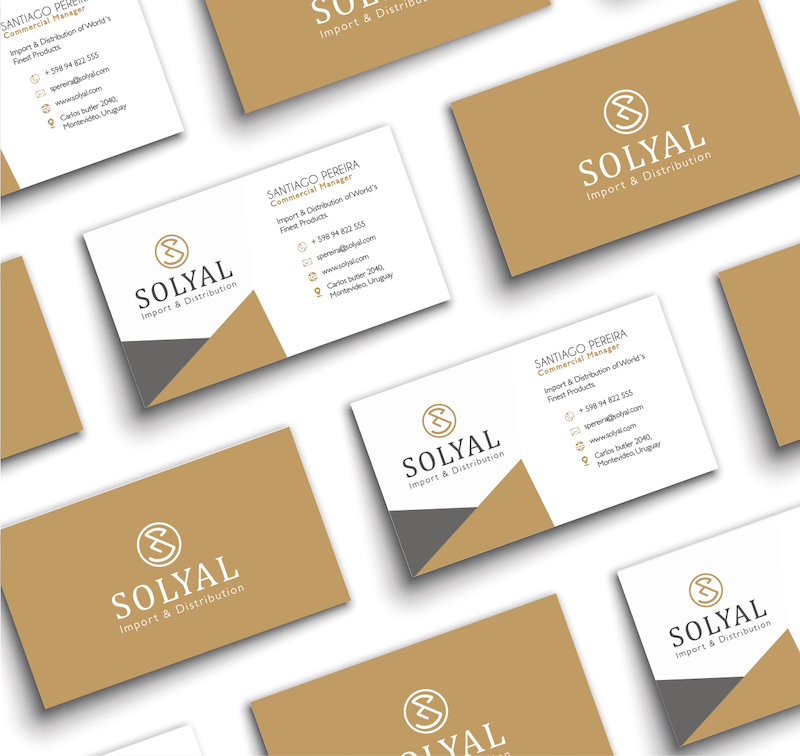 SANTIAGO PEREIRA
Commercial Manager
Import & Distribution of World´s
Finest Products.
+ 598 94 822 555
spereira@solyal.com
www.solyal.com
Carlos butler 2040,
Montevideo, Uruguay
SOLYAL
Import & Distribution
SOLYAL
Import & Distribution
SANTIAGO PEREIRA
Commercial Manager
Import & Distribution of World´s
Finest Products.
+ 598 94 822 555
spereira@solyal.com
www.solyal.com
Carlos butler 2040,
Montevideo, Uruguay
SOLYAL
Import & Distribution
SANTIAGO PEREIRA
Commercial Manager
Import & Distribution of World´s
Finest Products.
+ 598 94 822 555
spereira@solyal.com
www.solyal.com
Carlos butler 2040,
Montevideo, Uruguay
SOLYAL
Import & Distribution
SOLYAL
Import & Distribution
SOLYAL
Import & Distribution
SOLYAL